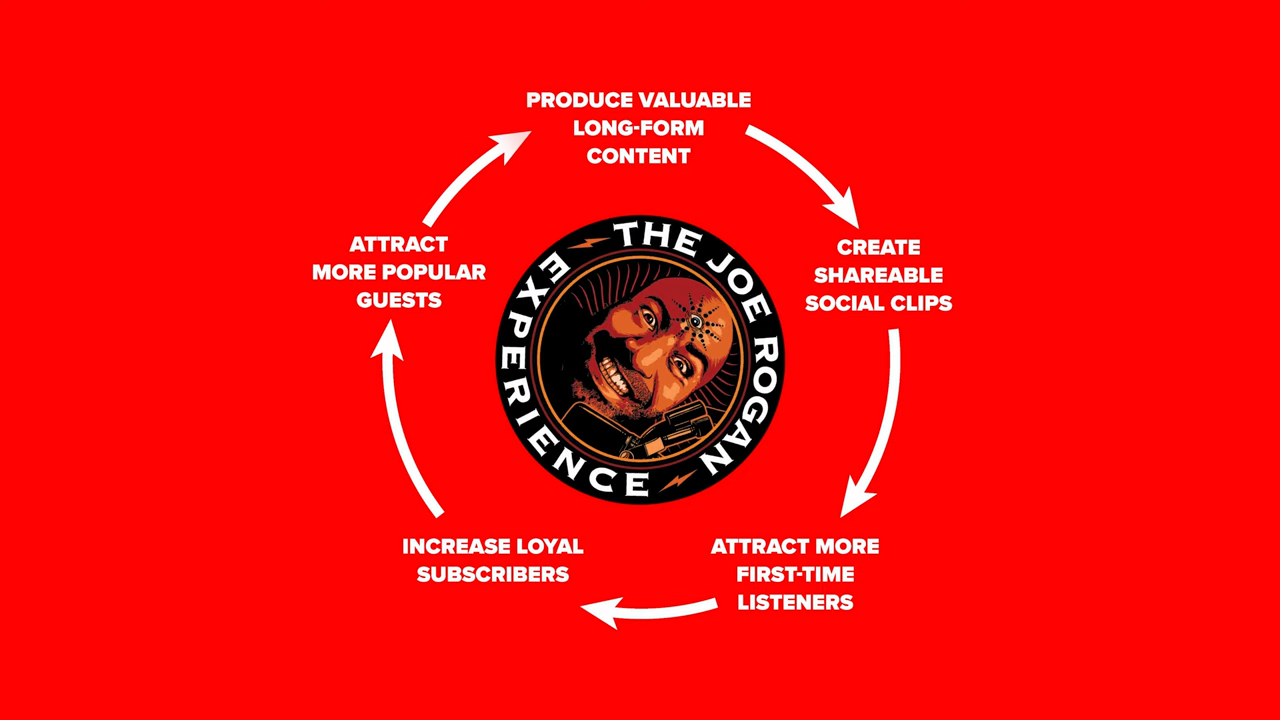 PRODUCE VALUABLE
LONG-FORM
CONTENT
CREATE
SHAREABLE
SOCIAL CLIPS
ATTRACT MORE
FIRST-TIME
LISTENERS
INCREASE LOYAL
SUBSCRIBERS
ATTRACT
MORE POPULAR
GUESTS
THE JOE ROGAN
EXPERIENCE